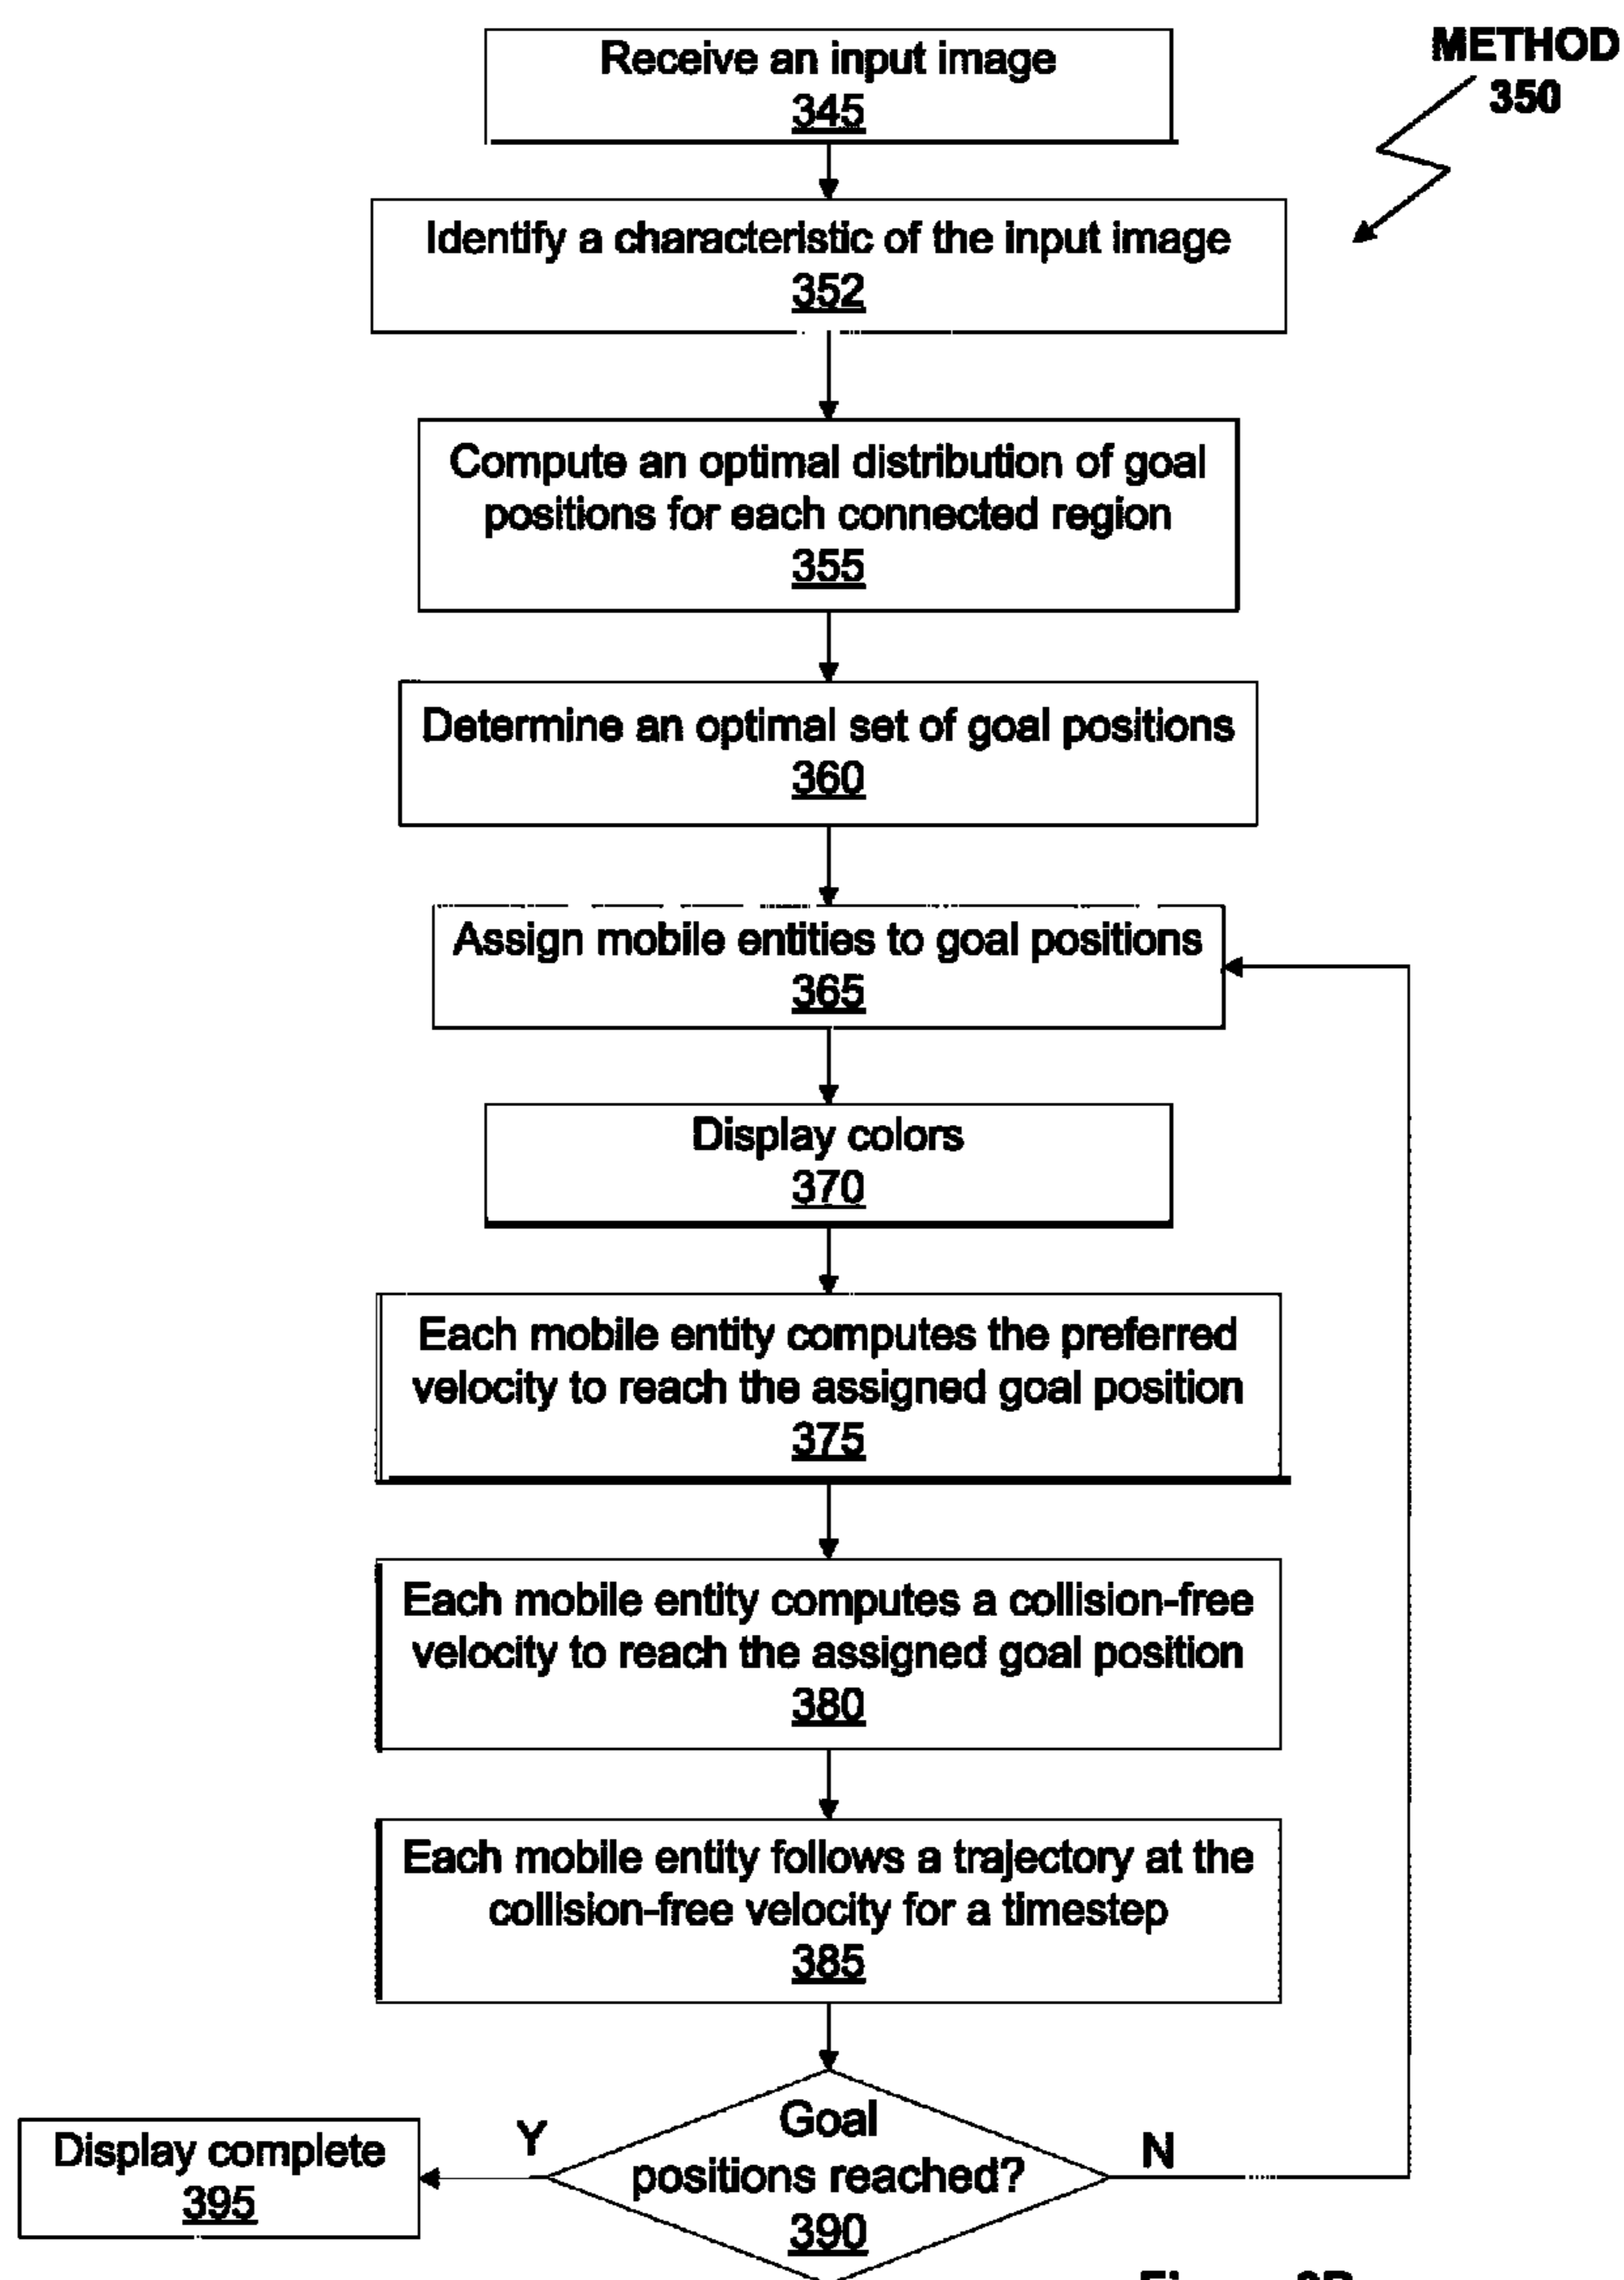 METHOD
350
Receive an input image
345
Identify a characteristic of the input image
352
Compute an optimal distribution of goal
positions for each connected region
355
Determine an optimal set of goal positions
360
Assign mobile entities to goal positions
365
Display colors
370
Each mobile entity computes the preferred
velocity to reach the assigned goal position
375
Each mobile entity computes a collision-free
velocity to reach the assigned goal position
380
Each mobile entity follows a trajectory at the
collision-free velocity for a timestep
385
Goal
positions reached?
390
Y
N
Display complete
395